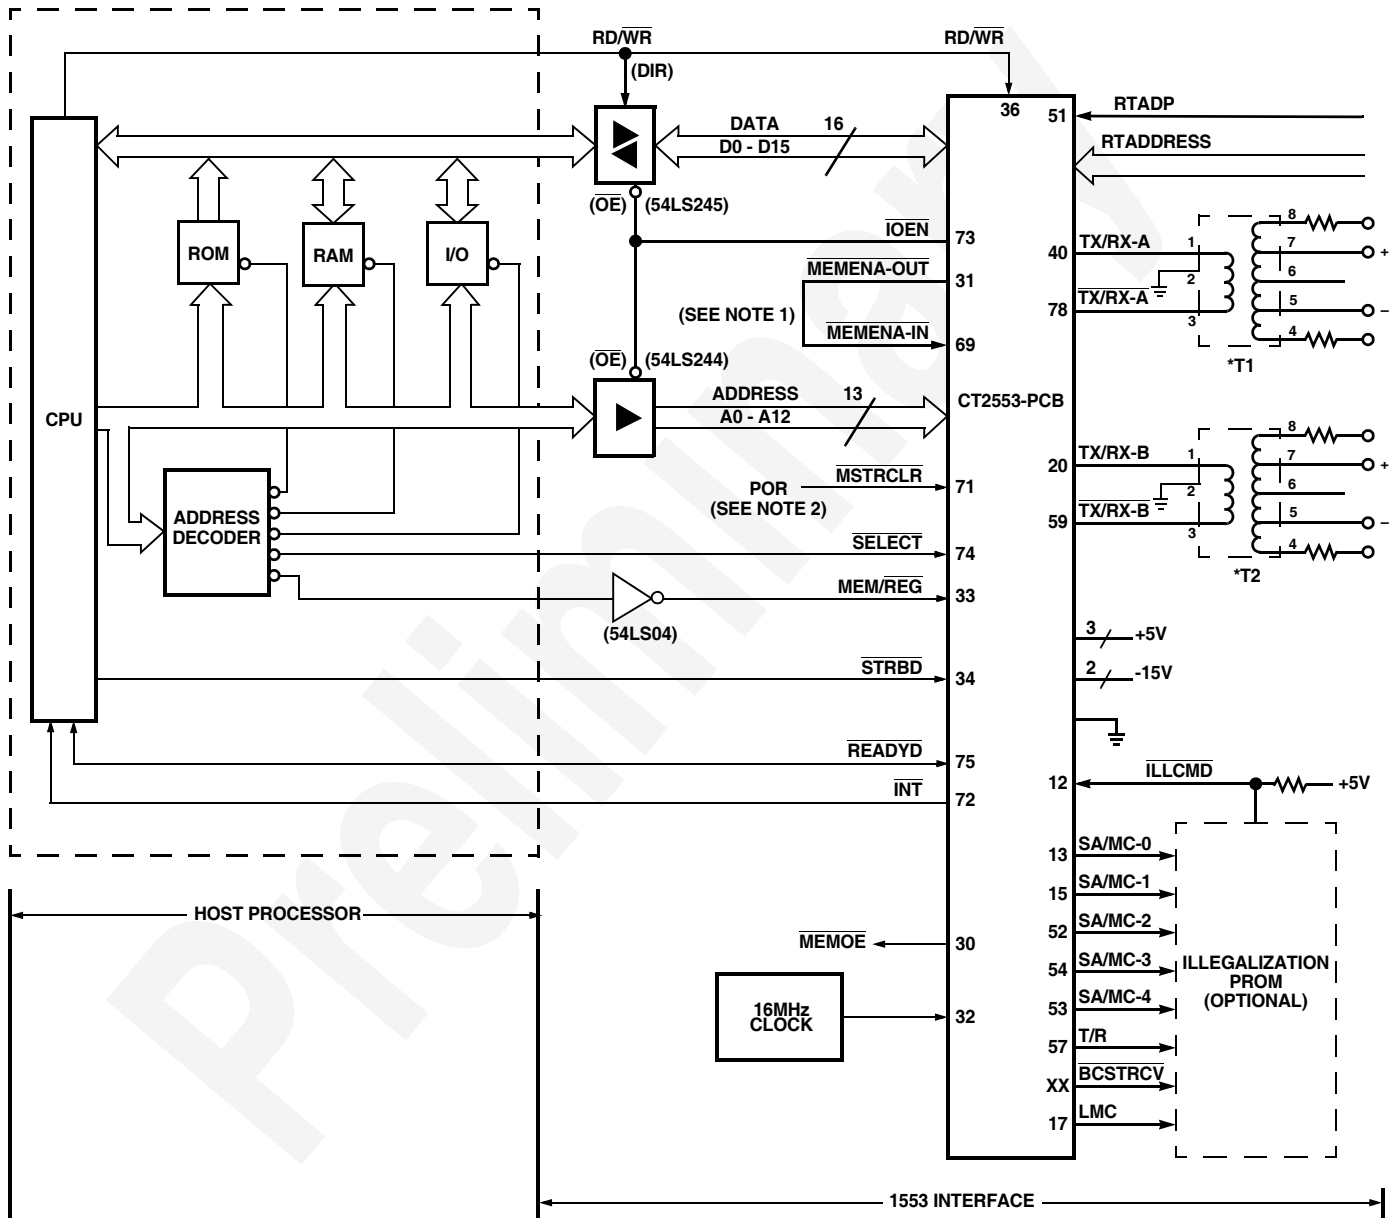 RD/WR
RD/WR
(DIR)
36
51
RTADP
DATA
16
D0 - D15
RTADDRESS
(OE)
(54LS245)
ROM
RAM
I/O
IOEN
73
MEMENA-OUT
31
(SEE NOTE 1)
MEMENA-IN
69
40
TX/RX-A
78
TX/RX-A
1
2
3
8
7
6
5
4
+
–
*T1
(OE)
(54LS244)
CPU
ADDRESS
13
A0 - A12
CT2553-PCB
20
TX/RX-B
59
TX/RX-B
1
2
3
8
7
6
5
4
+
–
*T2
ADDRESS
DECODER
POR
(SEE NOTE 2)
MSTRCLR
71
SELECT
74
MEM/REG
33
(54LS04)
STRBD
34
3
+5V
2
-15V
READYD
75
INT
72
12
ILLCMD
+5V
13
SA/MC-0
15
SA/MC-1
52
SA/MC-2
54
SA/MC-3
53
SA/MC-4
57
T/R
XX
BCSTRCV
17
LMC
ILLEGALIZATION
PROM
(OPTIONAL)
HOST PROCESSOR
MEMOE
30
16MHz
CLOCK
32
1553 INTERFACE
Preliminary